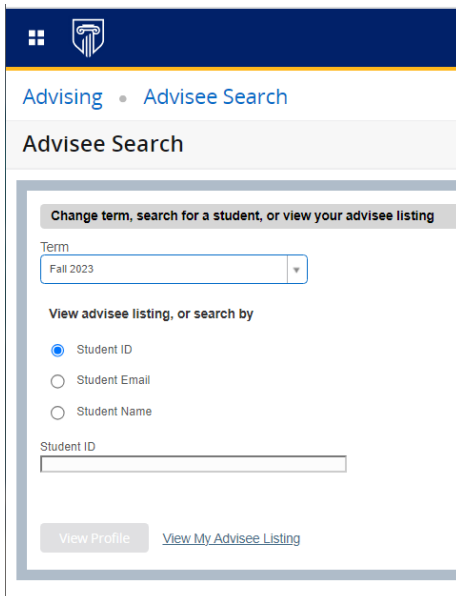 Advising • Advisee Search
Advisee Search
Change term, search for a student, or view your advisee listing
Term
Fall 2023
View advisee listing, or search by
Student ID
Student Email
Student Name
Student ID
View Profile View My Advisee Listing